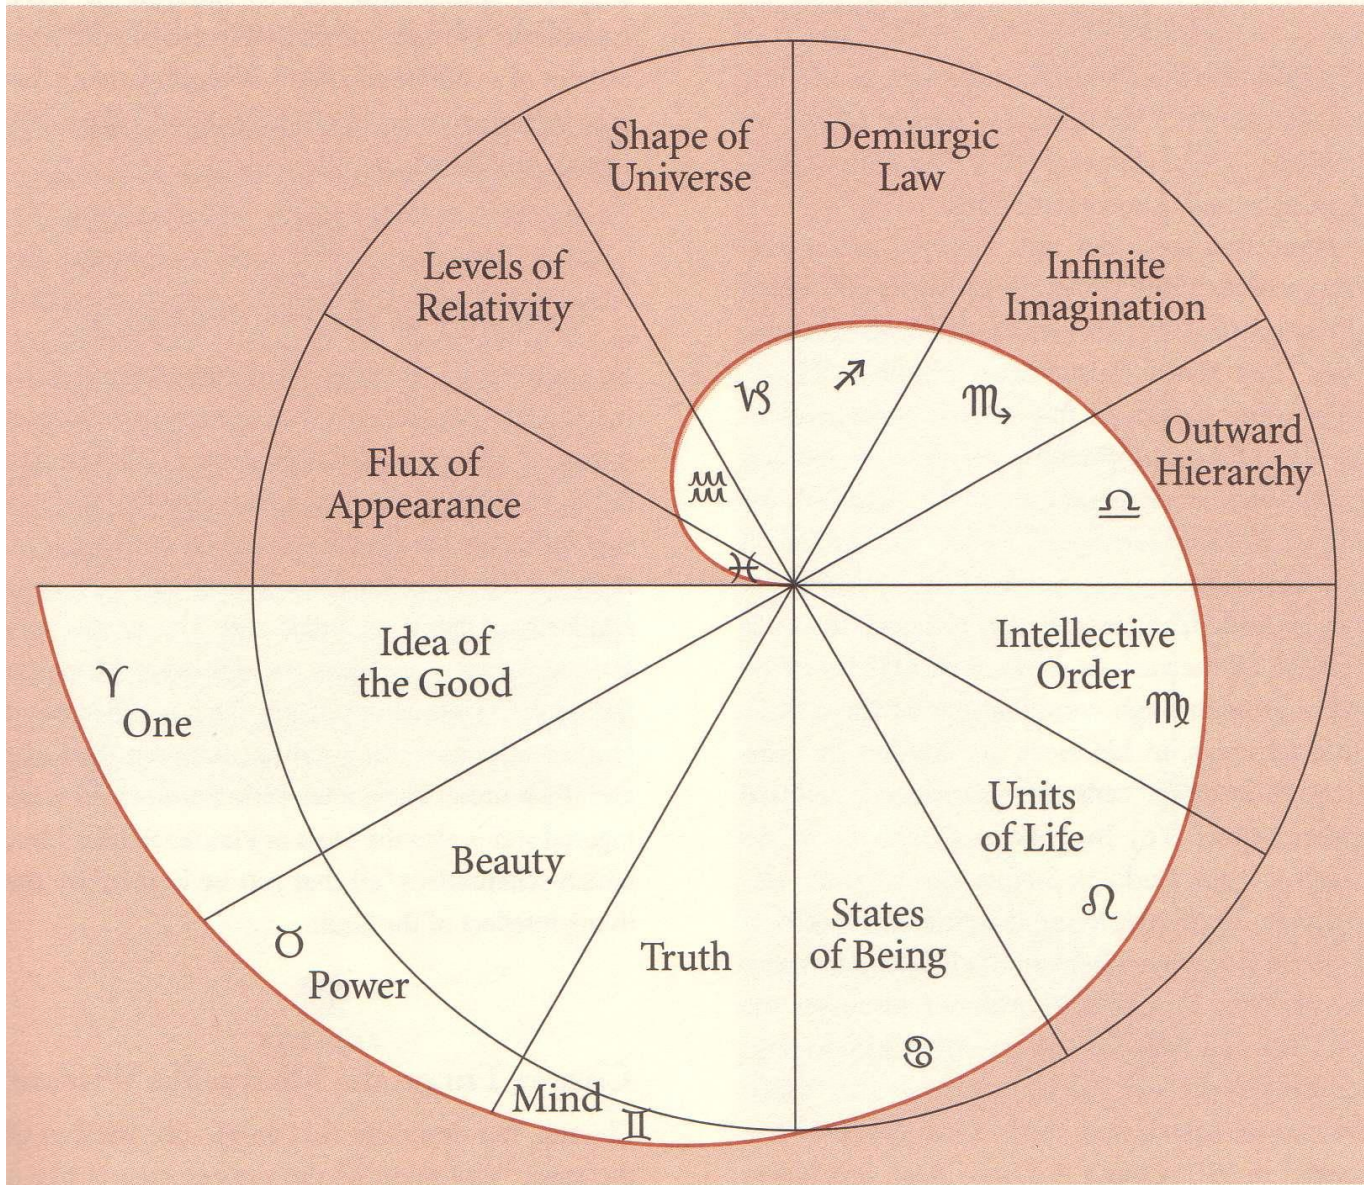 Shape of
Universe
Demiurgic
Law
Levels of
Relativity
Infinite
Imagination
♑
♐
♏
Flux of
Appearance
♒
Outward
Hierarchy
♎
♓
Idea of
the Good
Intellective
Order
♍
♈
One
Beauty
Units
of Life
♌
♉
Power
Truth
States
of Being
♋
Mind
♊